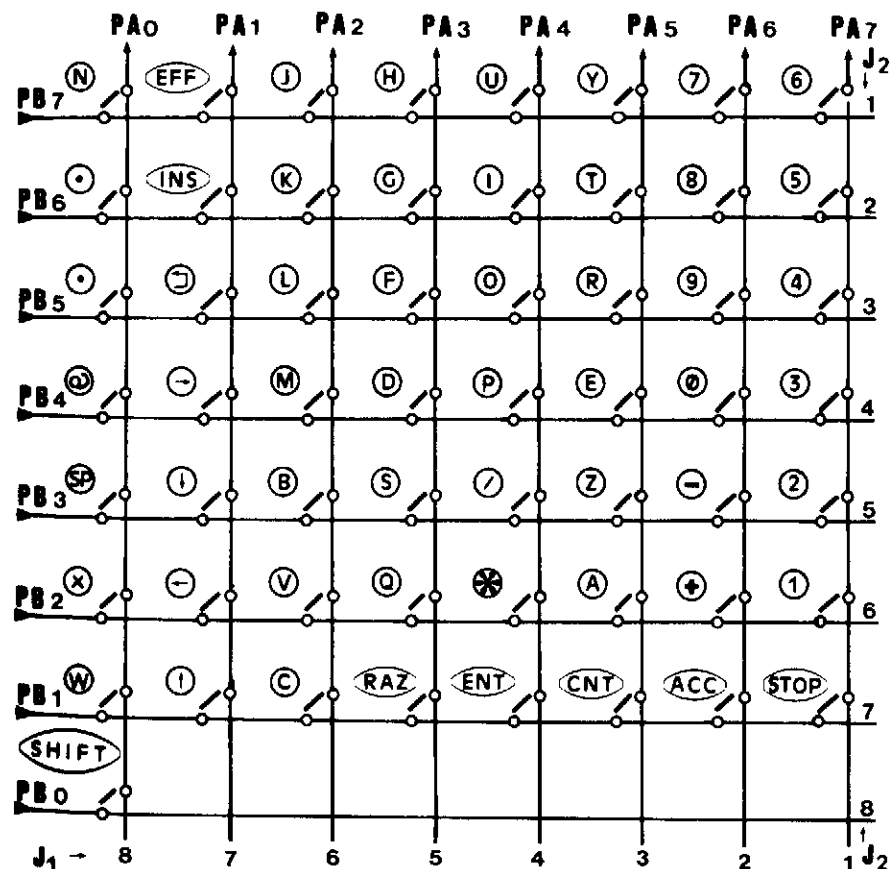 PA0 PA1 PA2 PA3 PA4 PA5 PA6 PA7
N EFF J H U Y 7 6 J2 ↓
PB7 1
. INS K G I T 8 5
PB6 2
. ⮌ L F O R 9 4
PB5 3
@ → M D P E Ø 3
PB4 4
SP ↓ B S / Z - 2
PB3 5
X ← V Q * A + 1
PB2 6
W ↑ C RAZ ENT CNT ACC STOP
PB1 7
SHIFT
PB0 8
J1 → 8 7 6 5 4 3 2 1 ↑ J2